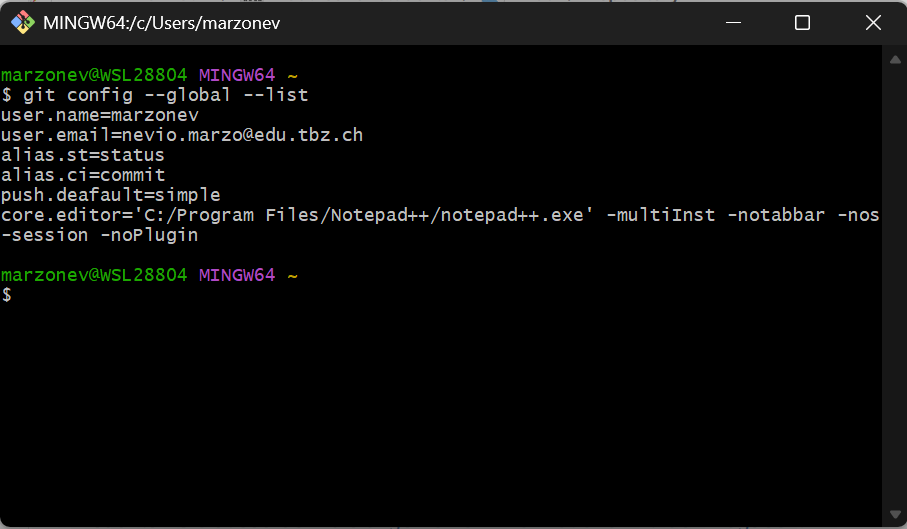 MINGW64:/c/Users/marzonev
marzonev@WSL28804 MINGW64 ~
$ git config --global --list
user.name=marzonev
user.email=nevio.marzo@edu.tbz.ch
alias.st=status
alias.ci=commit
push.deafault=simple
core.editor='C:/Program Files/Notepad++/notepad++.exe' -multiInst -notabbar -nos
-session -noPlugin
marzonev@WSL28804 MINGW64 ~
$